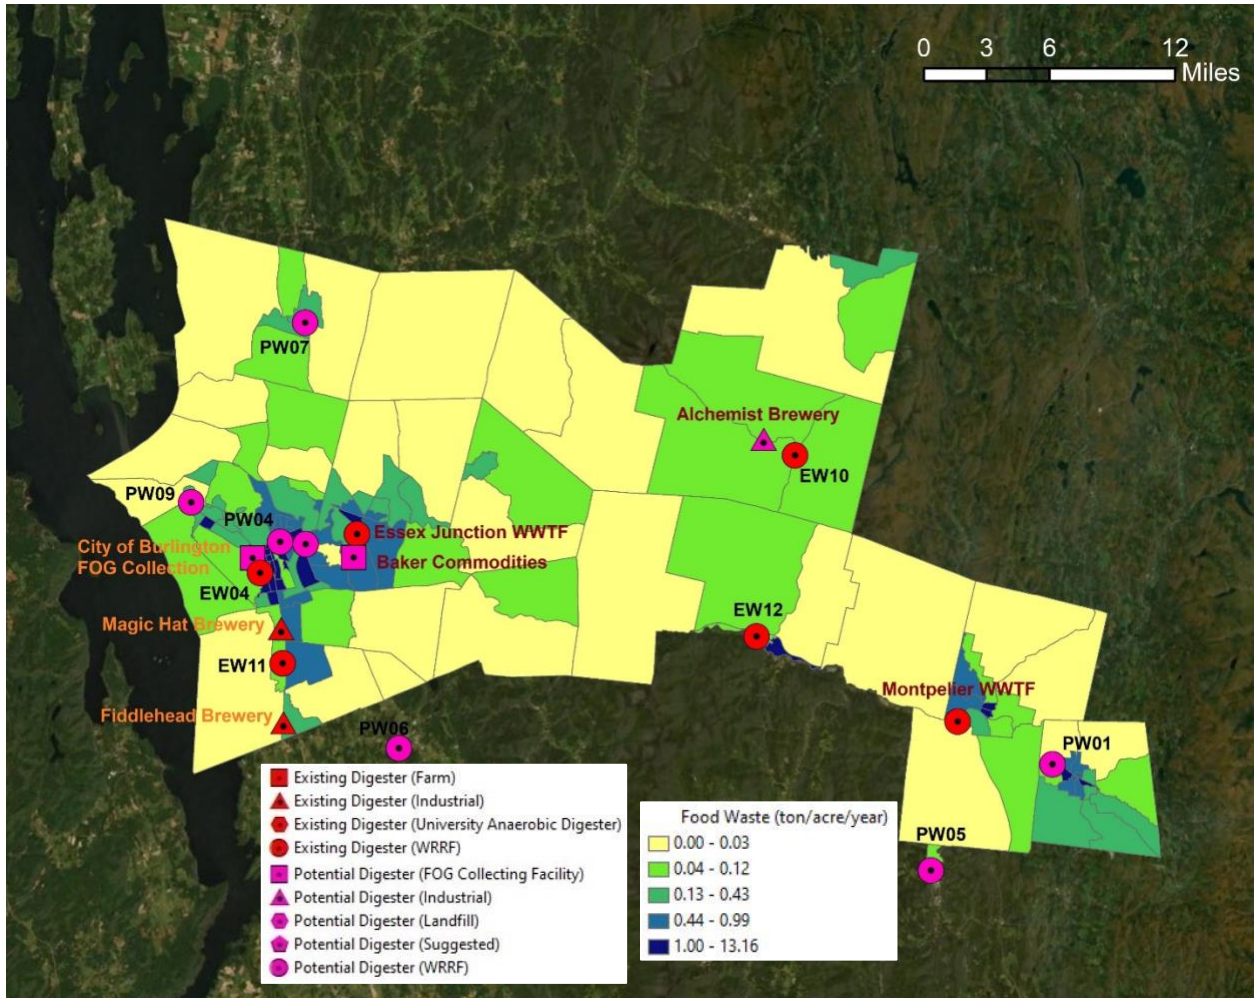 0 3 6 12
Miles
PW07
Alchemist Brewery
EW10
PW09
PW04
Essex Junction WWTF
City of Burlington
FOG Collection
Baker Commodities
EW04
EW12
Magic Hat Brewery
EW11
Montpelier WWTF
Fiddlehead Brewery
PW06
PW01
PW05
Existing Digester (Farm)
Existing Digester (Industrial)
Existing Digester (University Anaerobic Digester)
Existing Digester (WRRF)
Potential Digester (FOG Collecting Facility)
Potential Digester (Industrial)
Potential Digester (Landfill)
Potential Digester (Suggested)
Potential Digester (WRRF)
Food Waste (ton/acre/year)
0.00 - 0.03
0.04 - 0.12
0.13 - 0.43
0.44 - 0.99
1.00 - 13.16